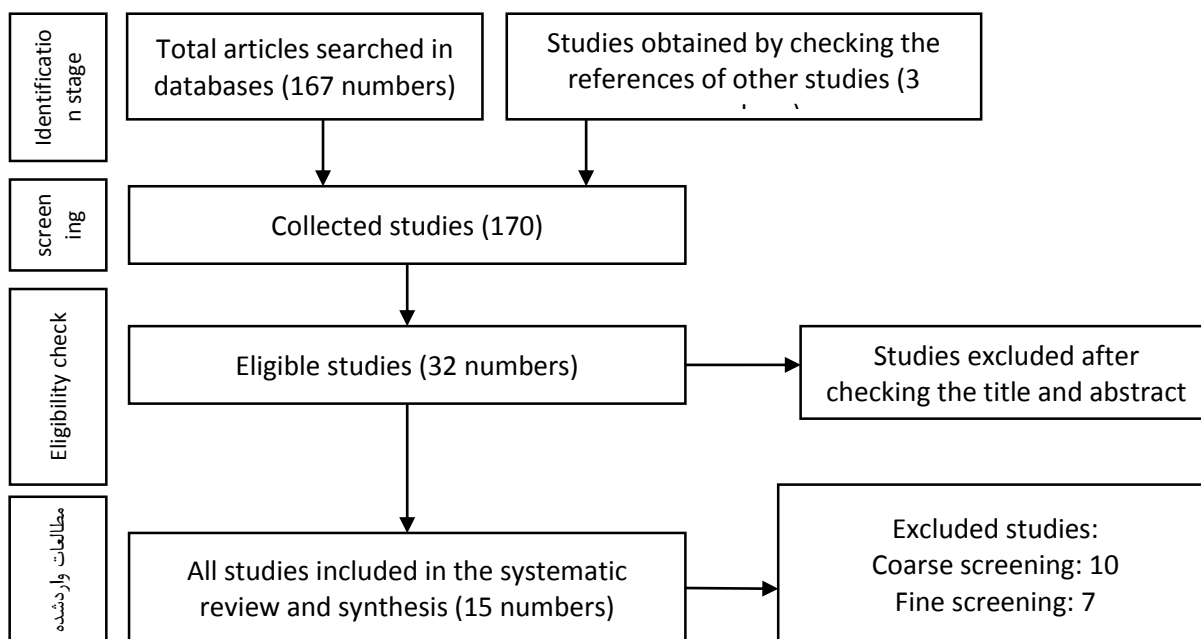 Identificatio
n stage
Total articles searched in
databases (167 numbers)
Studies obtained by checking the
references of other studies (3
screen
ing
Collected studies (170)
Eligibility check
Eligible studies (32 numbers)
Studies excluded after
checking the title and abstract
مطالعات واردشده
All studies included in the systematic
review and synthesis (15 numbers)
Excluded studies:
Coarse screening: 10
Fine screening: 7